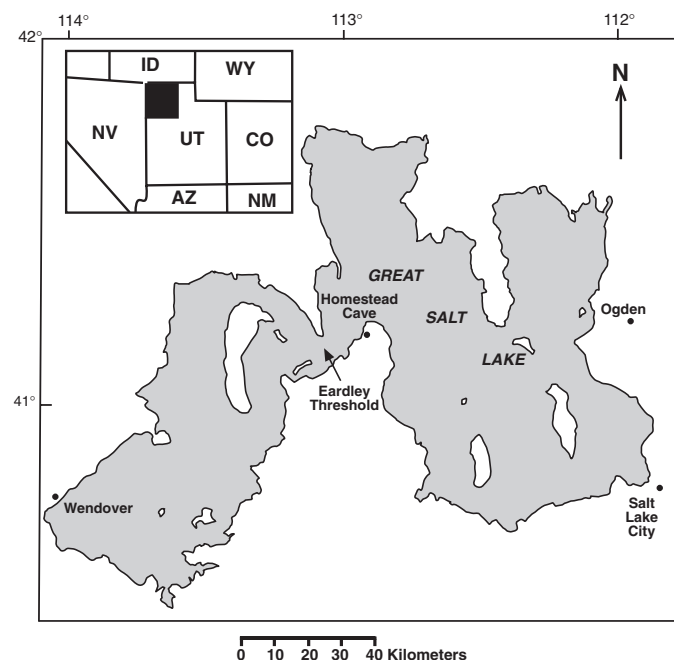 114°
113°
112°
42°
ID
WY
N
NV
UT
CO
AZ
NM
GREAT
Homestead
Cave
SALT
Ogden
LAKE
Eardley
Threshold
41°
Wendover
Salt
Lake
City
0 10 20 30 40 Kilometers